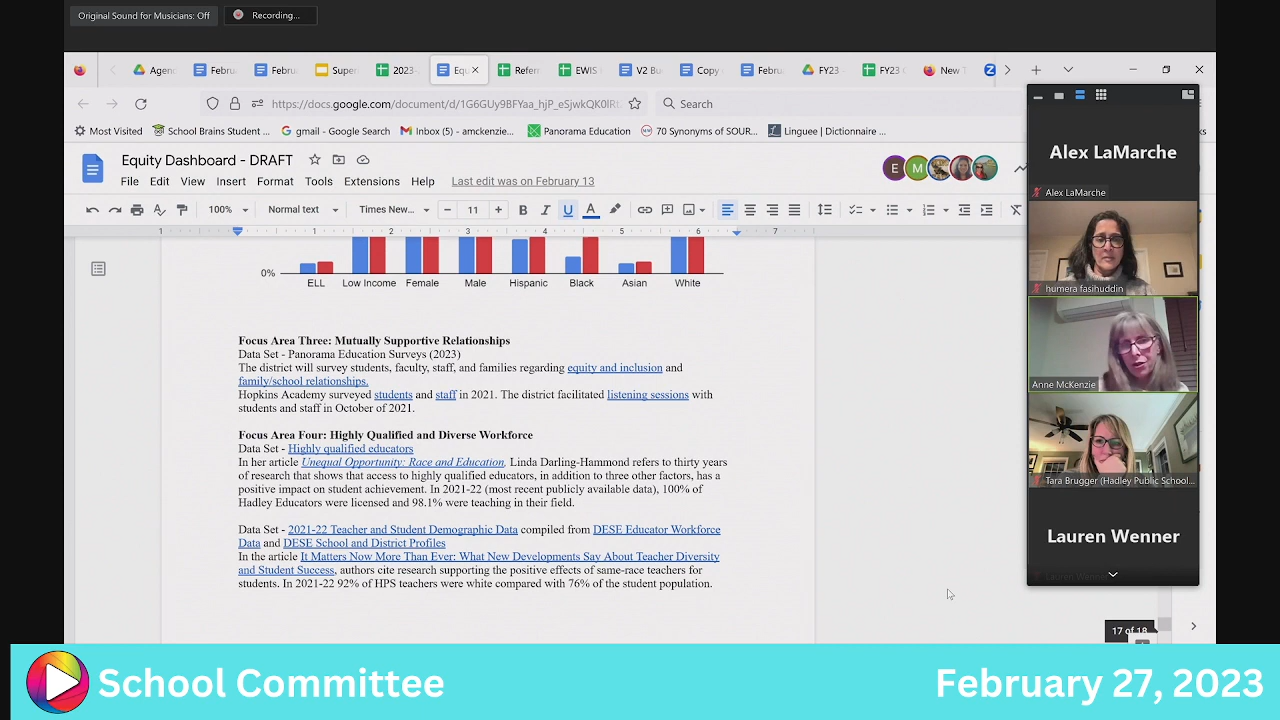 Original Sound for Musicians: Off
Recording...
Agen
Febru
Febru
Super
2023-
Equ
Refer
EWIS
V2 Bu
Copy
Febru
FY23
FY23 C
New T
https://docs.google.com/document/d/1G6GUy9BFYaa_hjP_eSjwkQK0lR
Search
Most Visited
School Brains Student ...
gmail - Google Search
Inbox (5) - amckenzie...
Panorama Education
70 Synonyms of SOUR...
Linguee | Dictionnaire ...
Equity Dashboard - DRAFT
File Edit View Insert Format Tools Extensions Help Last edit was on February 13
E M
100% Normal text Times New... 11 B I U A
1 1 2 3 4 5 6 7
0%
ELL Low Income Female Male Hispanic Black Asian White
Focus Area Three: Mutually Supportive Relationships
Data Set - Panorama Education Surveys (2023)
The district will survey students, faculty, staff, and families regarding equity and inclusion and
family/school relationships.
Hopkins Academy surveyed students and staff in 2021. The district facilitated listening sessions with
students and staff in October of 2021.
Focus Area Four: Highly Qualified and Diverse Workforce
Data Set - Highly qualified educators
In her article Unequal Opportunity: Race and Education, Linda Darling-Hammond refers to thirty years
of research that shows that access to highly qualified educators, in addition to three other factors, has a
positive impact on student achievement. In 2021-22 (most recent publicly available data), 100% of
Hadley Educators were licensed and 98.1% were teaching in their field.
Data Set - 2021-22 Teacher and Student Demographic Data compiled from DESE Educator Workforce
Data and DESE School and District Profiles
In the article It Matters Now More Than Ever: What New Developments Say About Teacher Diversity
and Student Success, authors cite research supporting the positive effects of same-race teachers for
students. In 2021-22 92% of HPS teachers were white compared with 76% of the student population.
17 of 18
Alex LaMarche
Alex LaMarche
humera fasihuddin
Anne McKenzie
Tara Brugger (Hadley Public School...
Lauren Wenner
Lauren Wenner
School Committee
February 27, 2023